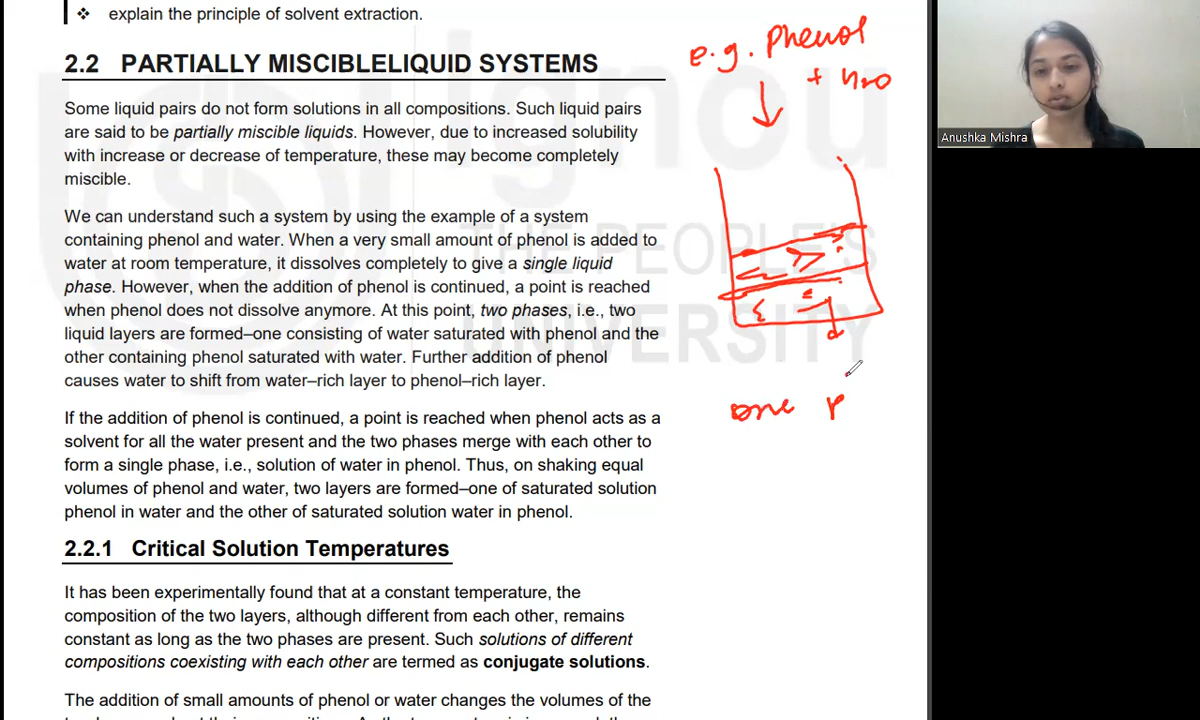 ❖ explain the principle of solvent extraction.
2.2 PARTIALLY MISCIBLELIQUID SYSTEMS
Some liquid pairs do not form solutions in all compositions. Such liquid pairs
are said to be partially miscible liquids. However, due to increased solubility
with increase or decrease of temperature, these may become completely
miscible.
We can understand such a system by using the example of a system
containing phenol and water. When a very small amount of phenol is added to
water at room temperature, it dissolves completely to give a single liquid
phase. However, when the addition of phenol is continued, a point is reached
when phenol does not dissolve anymore. At this point, two phases, i.e., two
liquid layers are formed–one consisting of water saturated with phenol and the
other containing phenol saturated with water. Further addition of phenol
causes water to shift from water–rich layer to phenol–rich layer.
If the addition of phenol is continued, a point is reached when phenol acts as a
solvent for all the water present and the two phases merge with each other to
form a single phase, i.e., solution of water in phenol. Thus, on shaking equal
volumes of phenol and water, two layers are formed–one of saturated solution
phenol in water and the other of saturated solution water in phenol.
2.2.1 Critical Solution Temperatures
It has been experimentally found that at a constant temperature, the
composition of the two layers, although different from each other, remains
constant as long as the two phases are present. Such solutions of different
compositions coexisting with each other are termed as conjugate solutions.
The addition of small amounts of phenol or water changes the volumes of the
e.g. Phenol
+ H2O
one P
Anushka Mishra
ignou
THE PEOPLE'S
UNIVERSITY